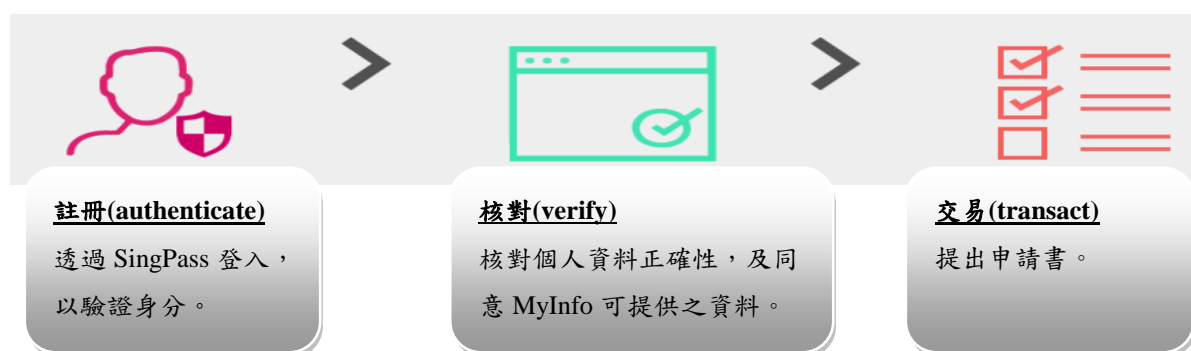 註冊(authenticate)
透過 SingPass 登入，
以驗證身分。
核對(verify)
核對個人資料正確性，及同
意 MyInfo 可提供之資料。
交易(transact)
提出申請書。